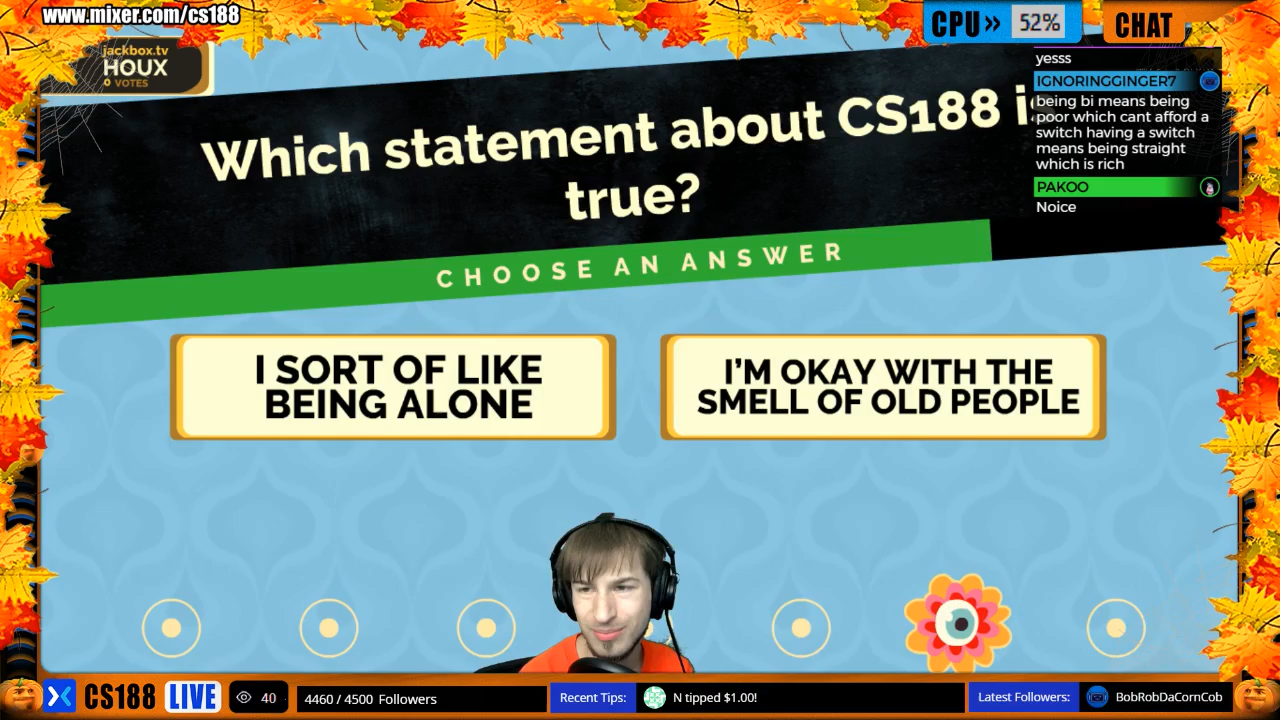 www.mixer.com/cs188
CPU»
52%
CHAT
jackbox.tv
HOUX
0 VOTES
Which statement about CS188 is
true?
CHOOSE AN ANSWER
yesss
IGNORINGGINGER7
being bi means being
poor which cant afford a
switch having a switch
means being straight
which is rich
PAKOO
Noice
I SORT OF LIKE
BEING ALONE
I'M OKAY WITH THE
SMELL OF OLD PEOPLE
CS188 LIVE
40
4460 / 4500 Followers
Recent Tips:
N tipped $1.00!
Latest Followers:
BobRobDaCornCob